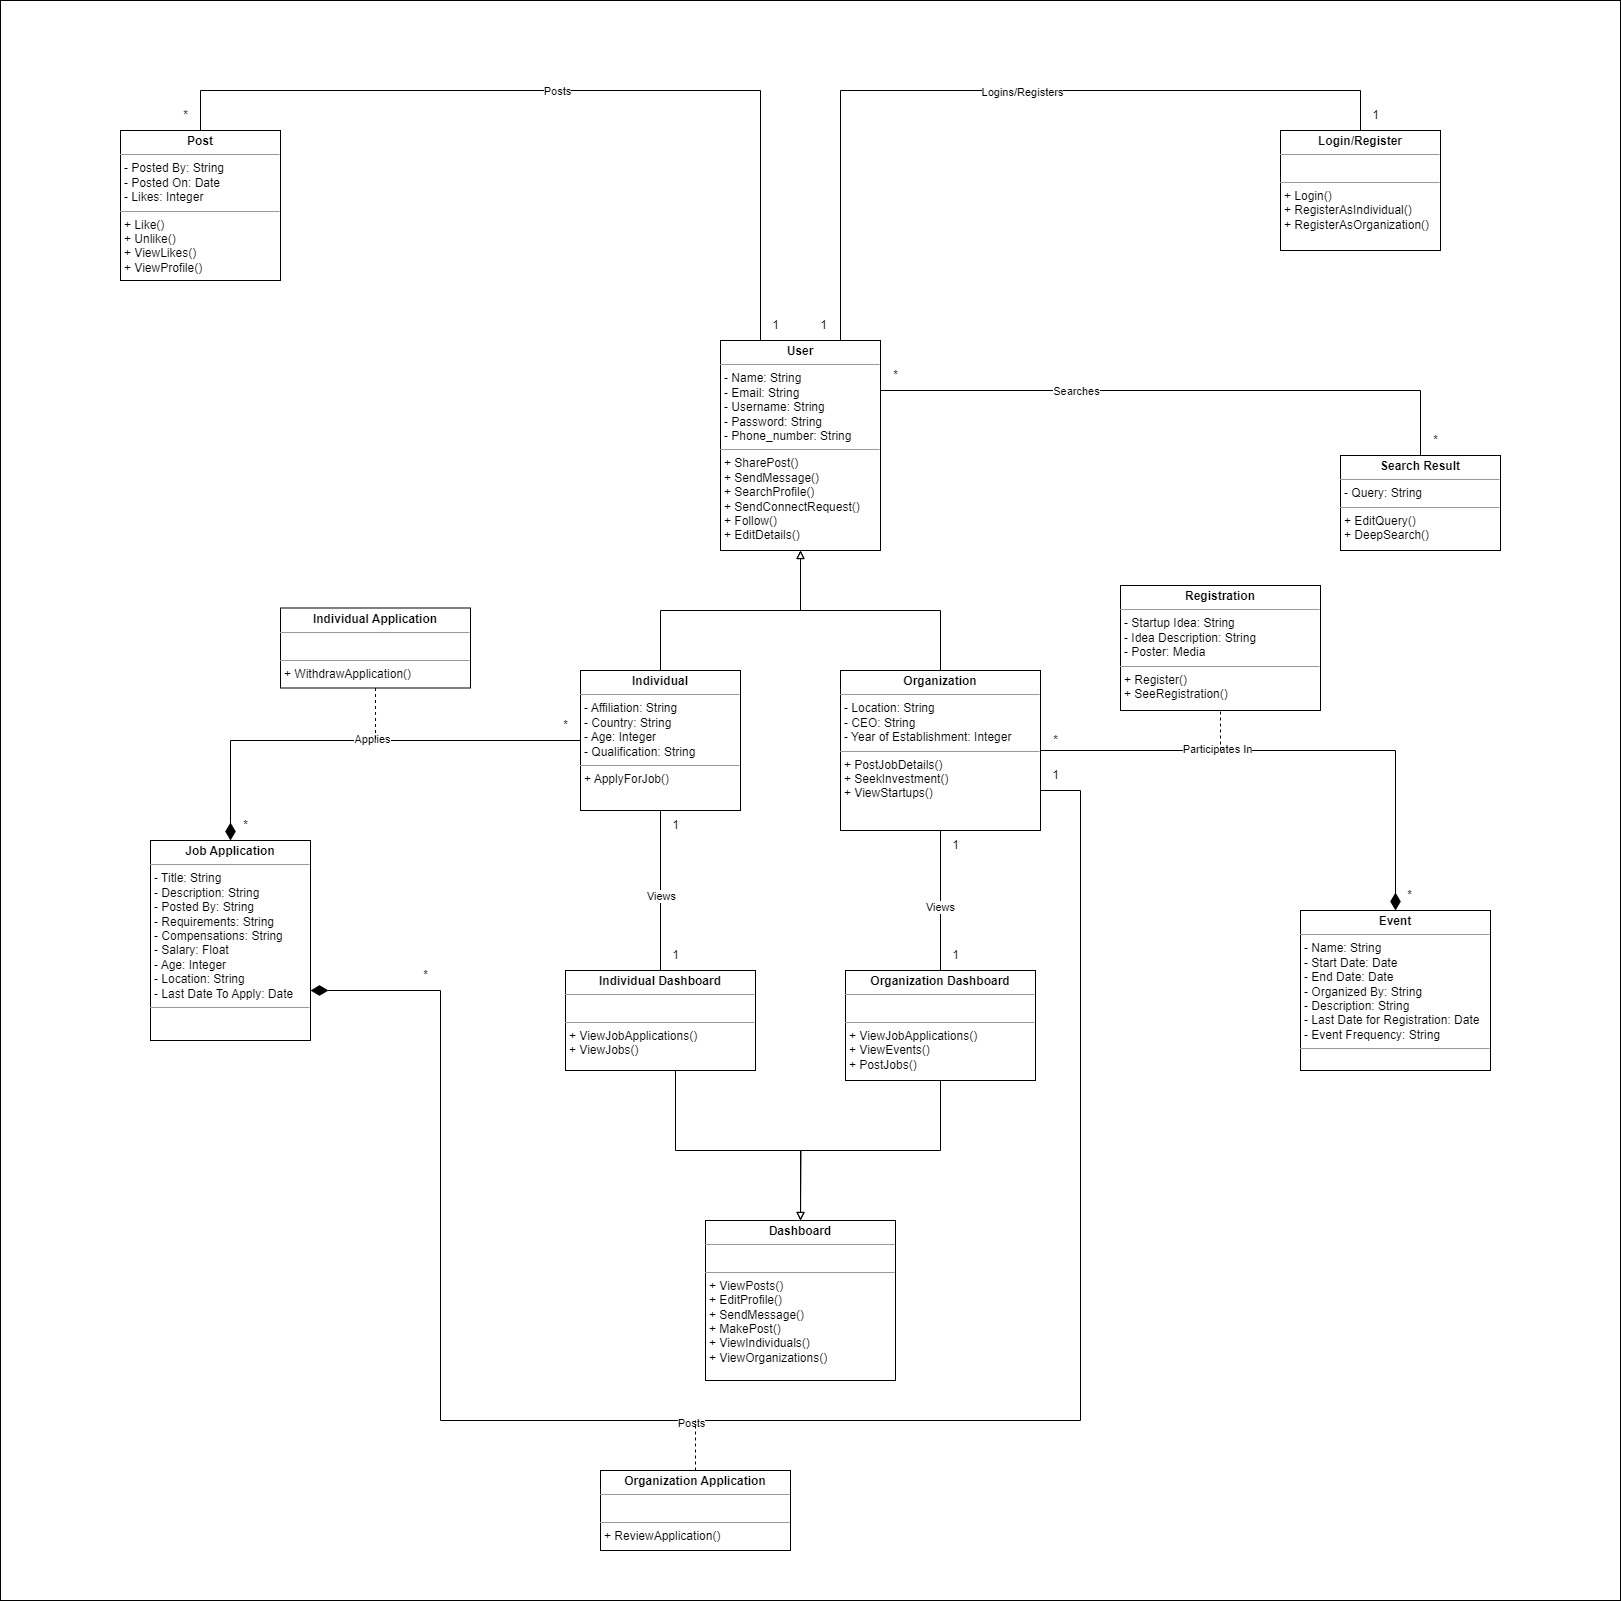 Posts
Logins/Registers
*
1
Post
- Posted By: String
- Posted On: Date
- Likes: Integer
+ Like()
+ Unlike()
+ ViewLikes()
+ ViewProfile()
Login/Register
+ Login()
+ RegisterAsIndividual()
+ RegisterAsOrganization()
1
1
User
- Name: String
- Email: String
- Username: String
- Password: String
- Phone_number: String
+ SharePost()
+ SendMessage()
+ SearchProfile()
+ SendConnectRequest()
+ Follow()
+ EditDetails()
*
Searches
*
Search Result
- Query: String
+ EditQuery()
+ DeepSearch()
Individual Application
+ WithdrawApplication()
Registration
- Startup Idea: String
- Idea Description: String
- Poster: Media
+ Register()
+ SeeRegistration()
Individual
- Affiliation: String
- Country: String
- Age: Integer
- Qualification: String
+ ApplyForJob()
Organization
- Location: String
- CEO: String
- Year of Establishment: Integer
+ PostJobDetails()
+ SeekInvestment()
+ ViewStartups()
*
Applies
*
*
Participates In
*
1
1
1
Job Application
- Title: String
- Description: String
- Posted By: String
- Requirements: String
- Compensations: String
- Salary: Float
- Age: Integer
- Location: String
- Last Date To Apply: Date
*
Views
Views
1
1
Event
- Name: String
- Start Date: Date
- End Date: Date
- Organized By: String
- Description: String
- Last Date for Registration: Date
- Event Frequency: String
Individual Dashboard
+ ViewJobApplications()
+ ViewJobs()
Organization Dashboard
+ ViewJobApplications()
+ ViewEvents()
+ PostJobs()
Dashboard
+ ViewPosts()
+ EditProfile()
+ SendMessage()
+ MakePost()
+ ViewIndividuals()
+ ViewOrganizations()
Posts
Organization Application
+ ReviewApplication()